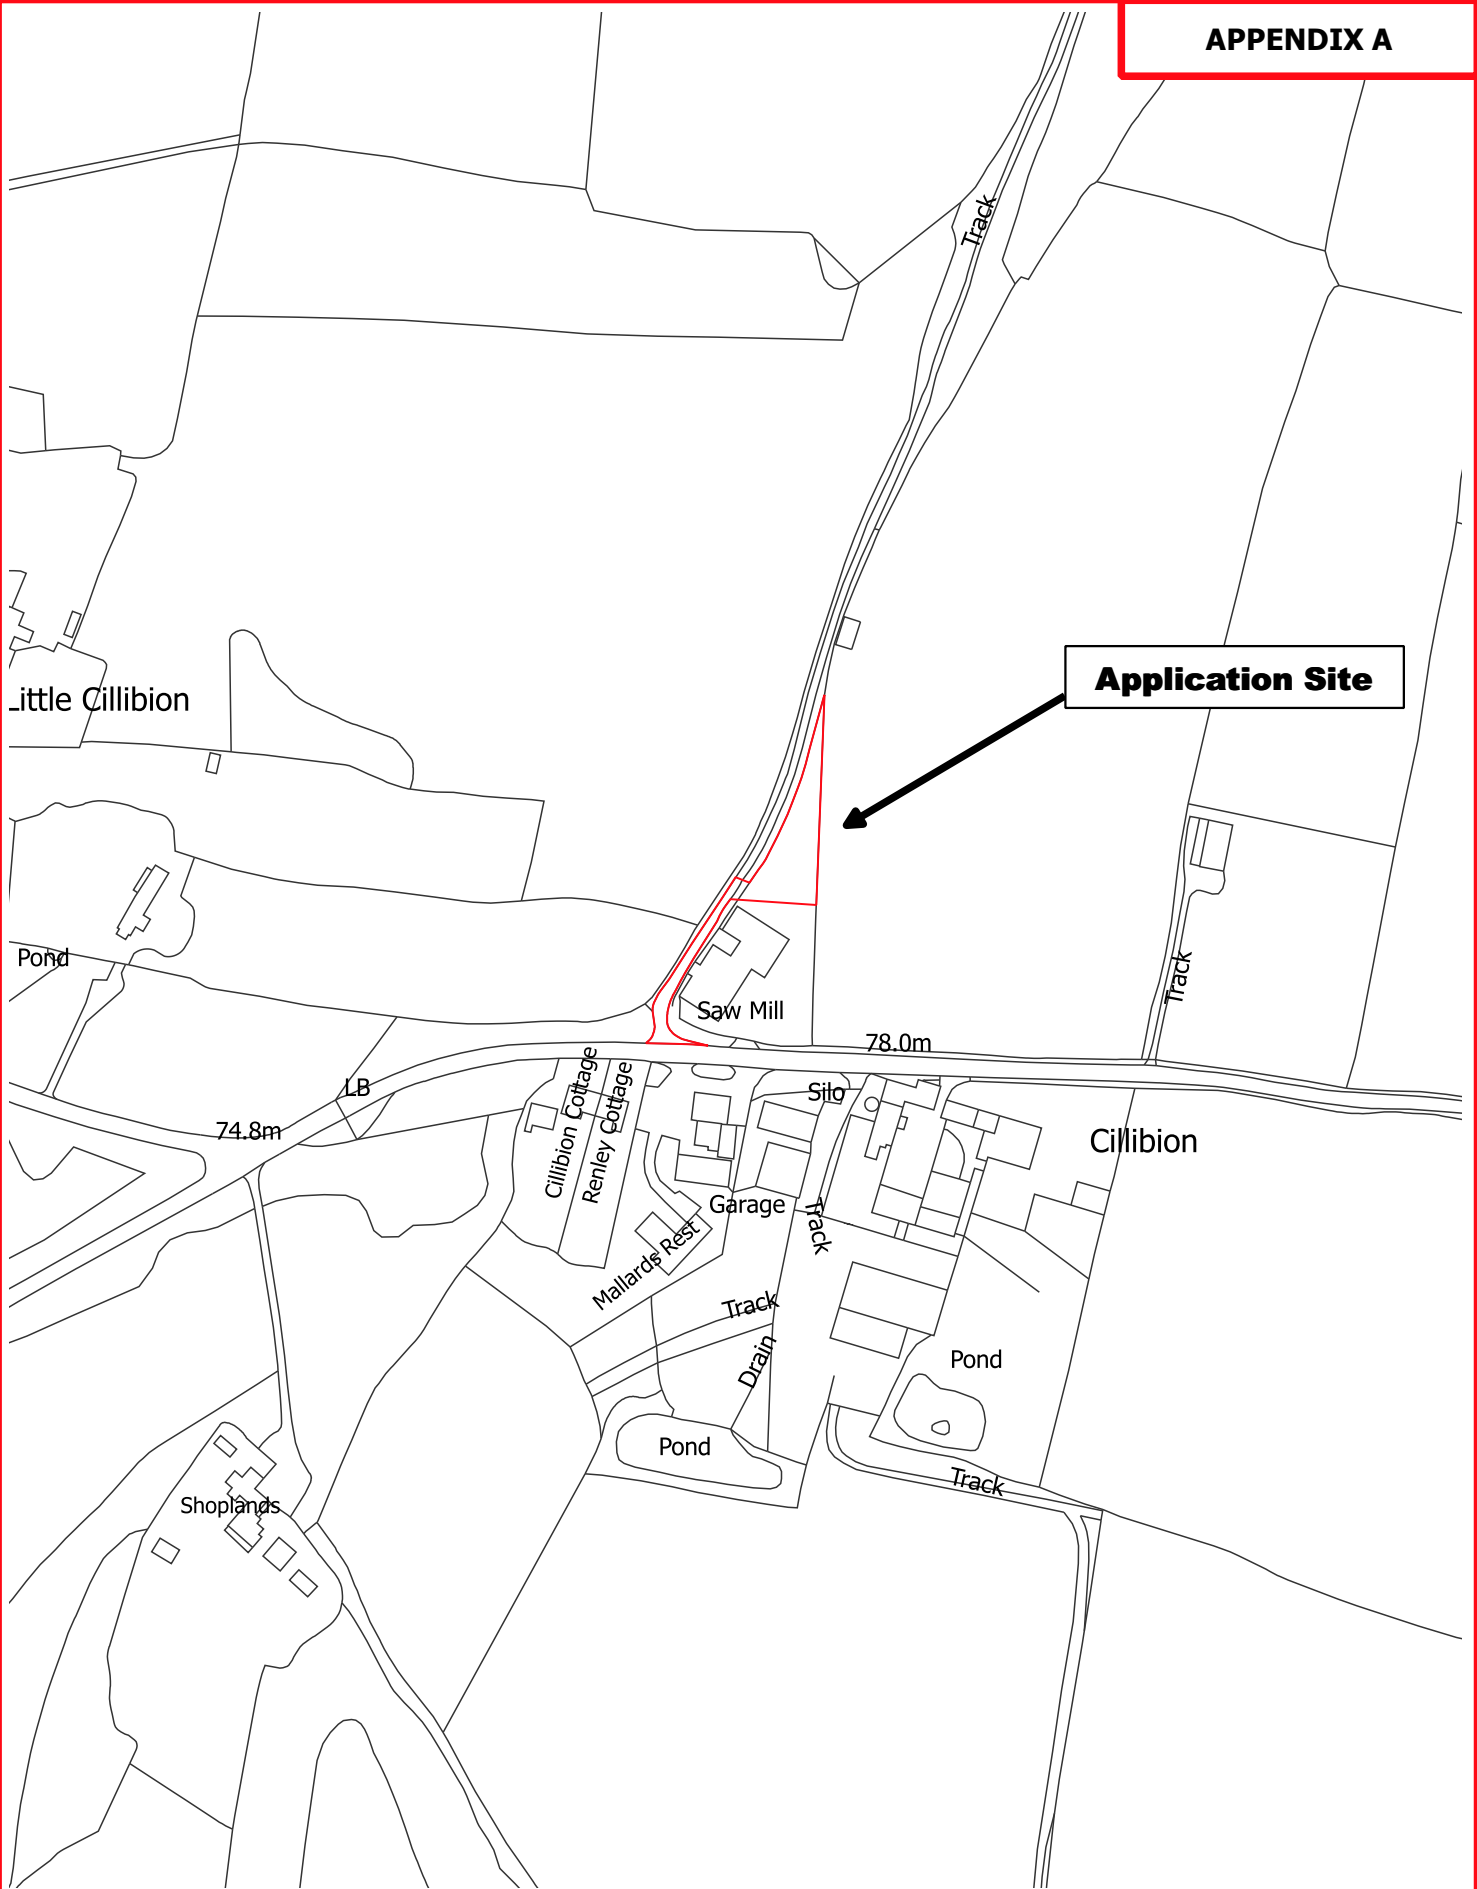 APPENDIX A
Track
Application Site
Little Cillibion
Pond
Track
Saw Mill
78.0m
LB
Silo
74.8m
Cillibion Cottage
Renley Cottage
Cillibion
Garage
Track
Mallards Rest
Track
Drain
Pond
Pond
Track
Shoplands